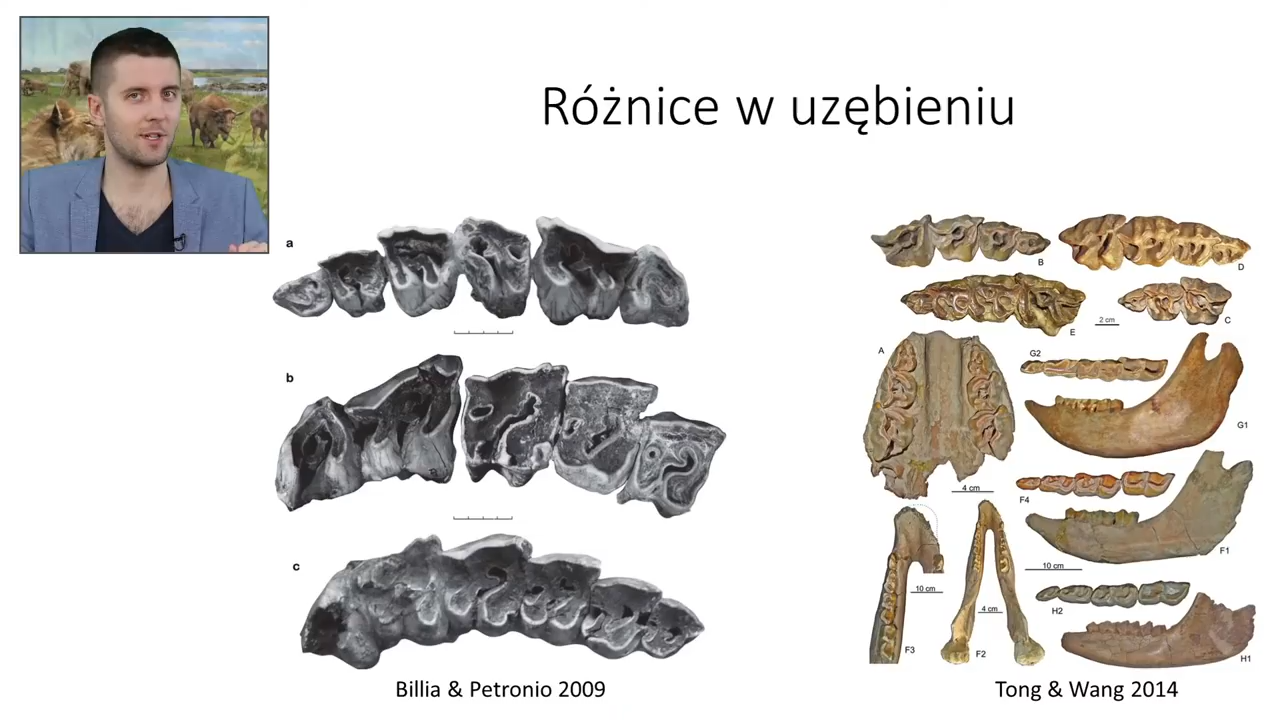 Różnice w uzębieniu
a
b
c
Billia & Petronio 2009
B
D
E
2 cm
C
A
G2
G1
4 cm
F4
F1
10 cm
10 cm
4 cm
H2
F3
F2
H1
Tong & Wang 2014